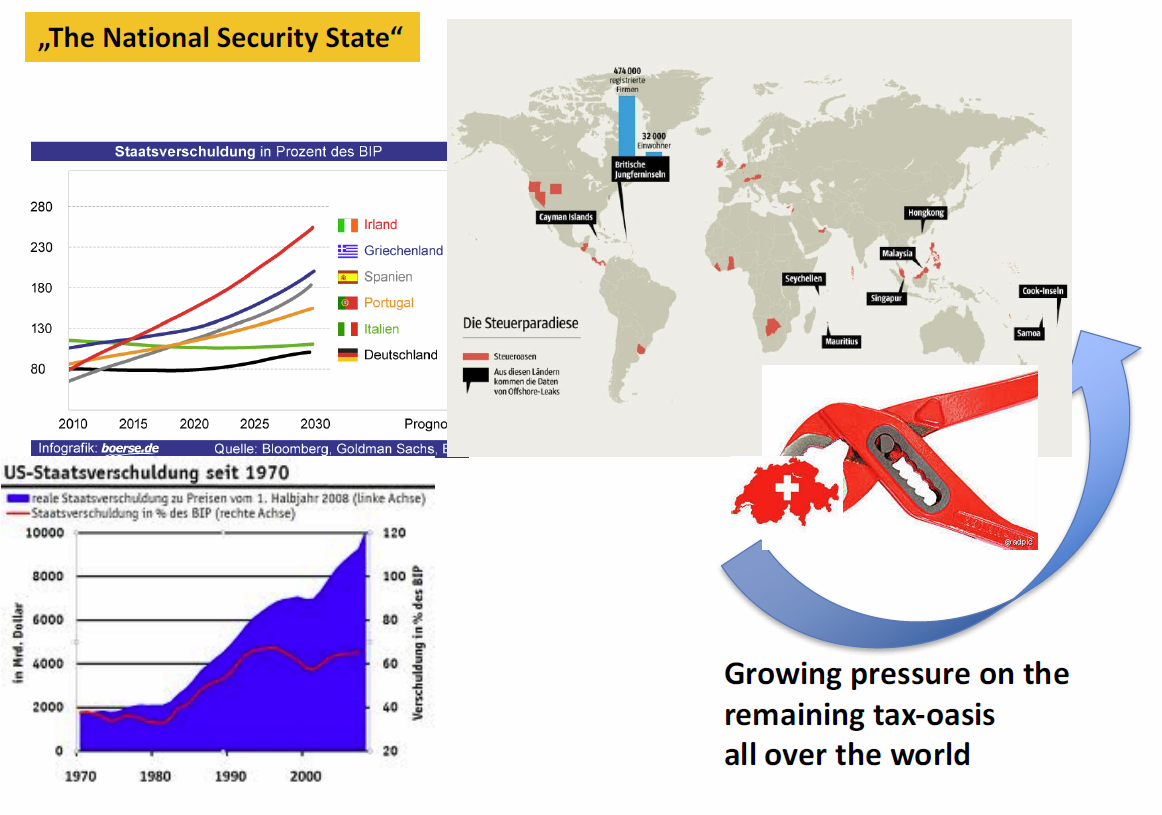 „The National Security State“
Staatsverschuldung in Prozent des BIP
280
230
180
130
80
Irland
Griechenland
Spanien
Portugal
Italien
Deutschland
2010 2015 2020 2025 2030 Progno
Infografik: boerse.de Quelle: Bloomberg, Goldman Sachs, E
474 000
registrierte
Firmen
32 000
Einwohner
Britische
Jungferninseln
Cayman Islands
Hongkong
Malaysia
Seychellen
Singapur
Cook-Inseln
Samoa
Mauritius
Die Steuerparadiese
Steueroasen
Aus diesen Ländern
kommen die Daten
von Offshore-Leaks
US-Staatsverschuldung seit 1970
reale Staatsverschuldung zu Preisen vom 1. Halbjahr 2008 (linke Achse)
Staatsverschuldung in % des BIP (rechte Achse)
in Mrd. Dollar
10000
8000
6000
4000
2000
0
120
100
80
60
40
20
Verschuldung in % des BIP
1970 1980 1990 2000
© adpic
Growing pressure on the
remaining tax-oasis
all over the world